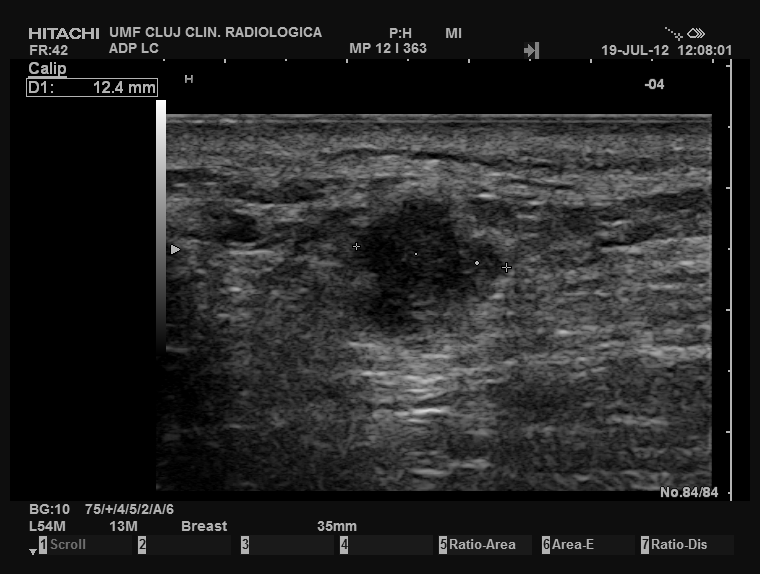 HITACHI UMF CLUJ CLIN. RADIOLOGICA P:H MI
FR:42 ADP LC MP 12 I 363 19-JUL-12 12:08:01
Calip
D1: 12.4 mm
H
-04
No.84/84
BG:10 75/+/4/5/2/A/6
L54M 13M Breast 35mm
1 Scroll 2 3 4 5 Ratio-Area 6 Area-E 7 Ratio-Dis